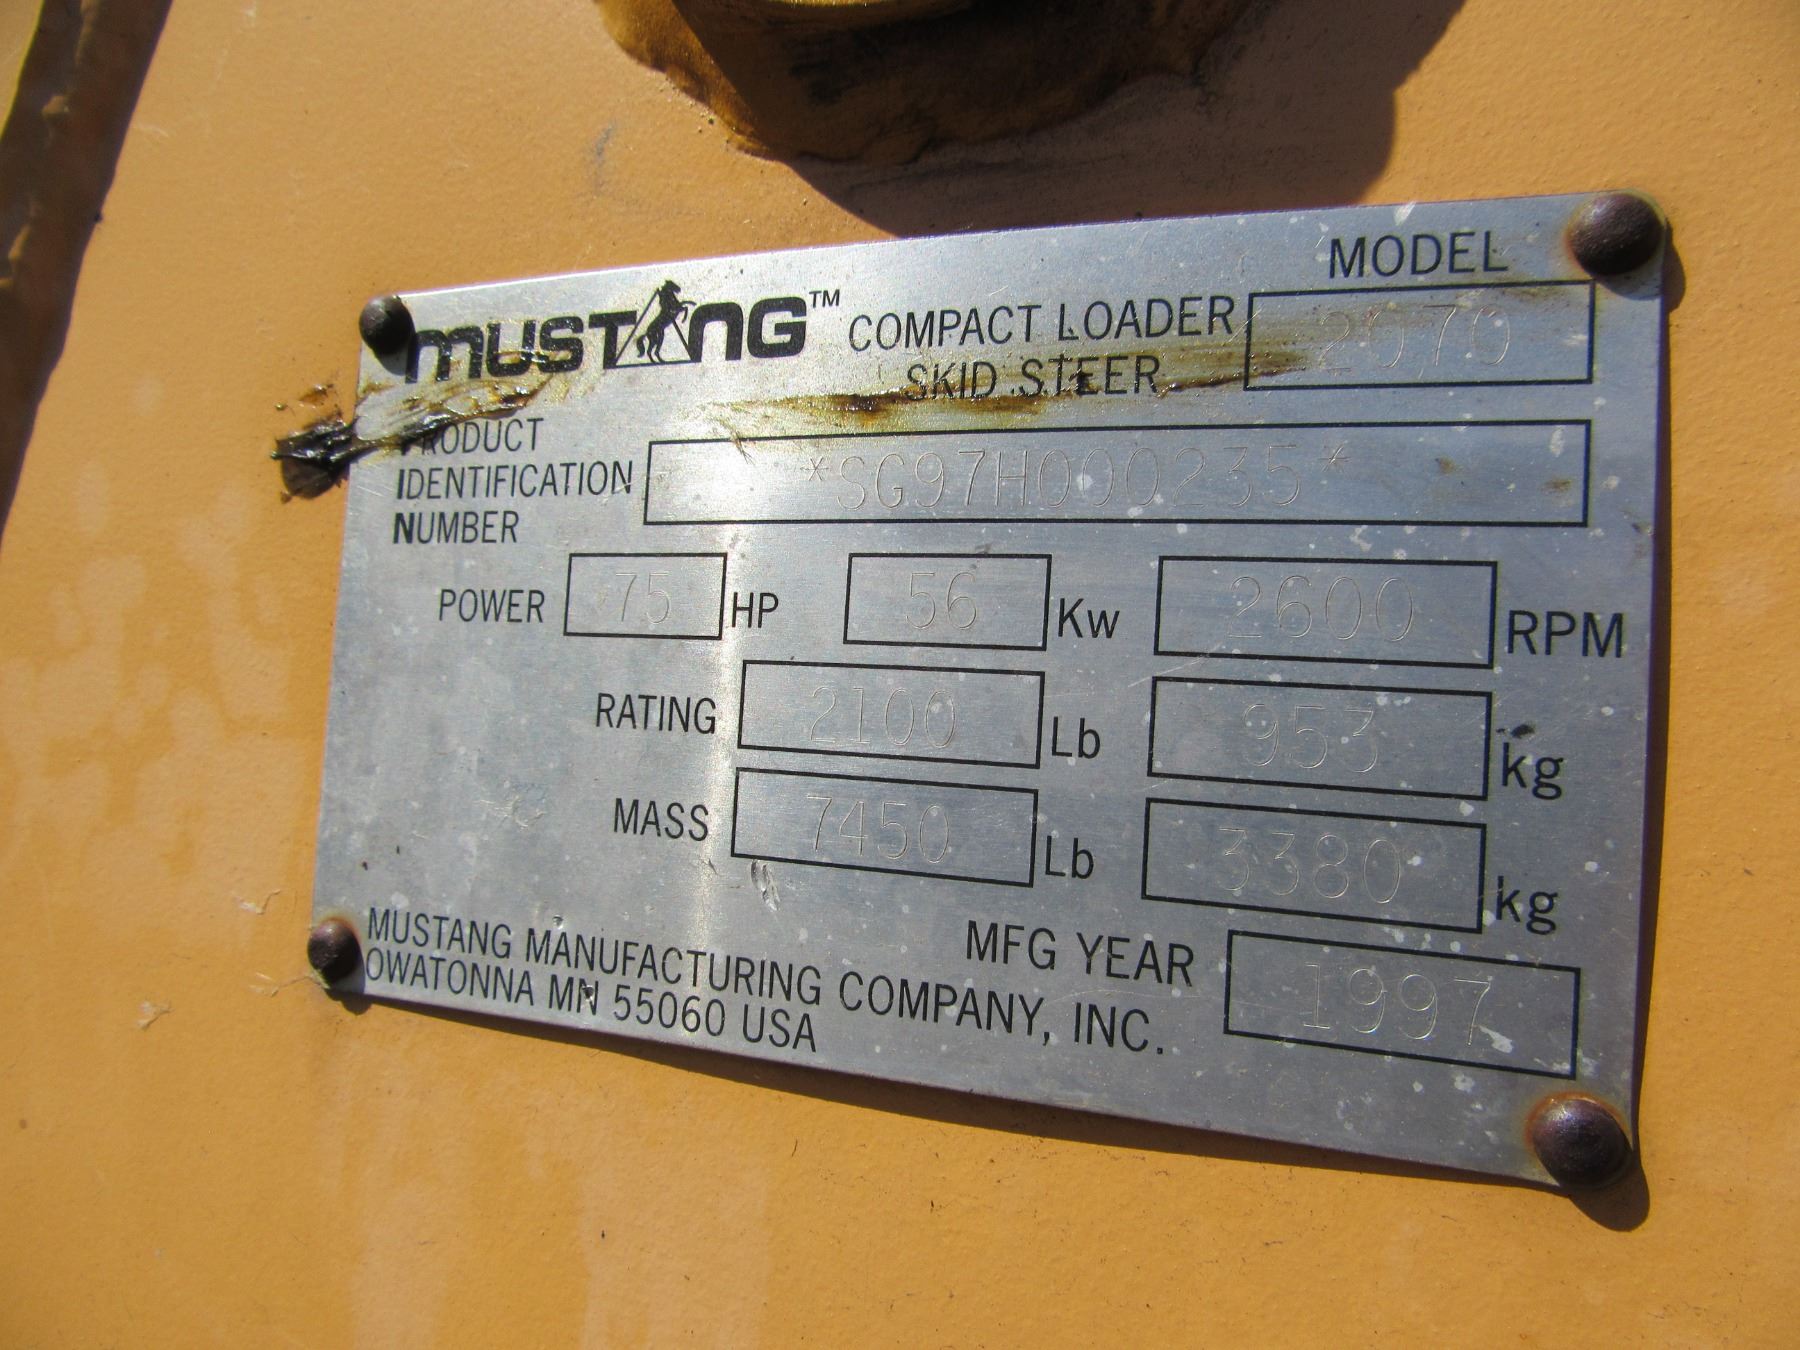 MODEL
MUSTANG™ COMPACT LOADER 2070
SKID STEER
PRODUCT
IDENTIFICATION *SG97H000235*
NUMBER
POWER 75 HP 56 Kw 2600 RPM
RATING 2100 Lb 953 kg
MASS 7450 Lb 3380 kg
MFG YEAR 1997
MUSTANG MANUFACTURING COMPANY, INC.
OWATONNA MN 55060 USA